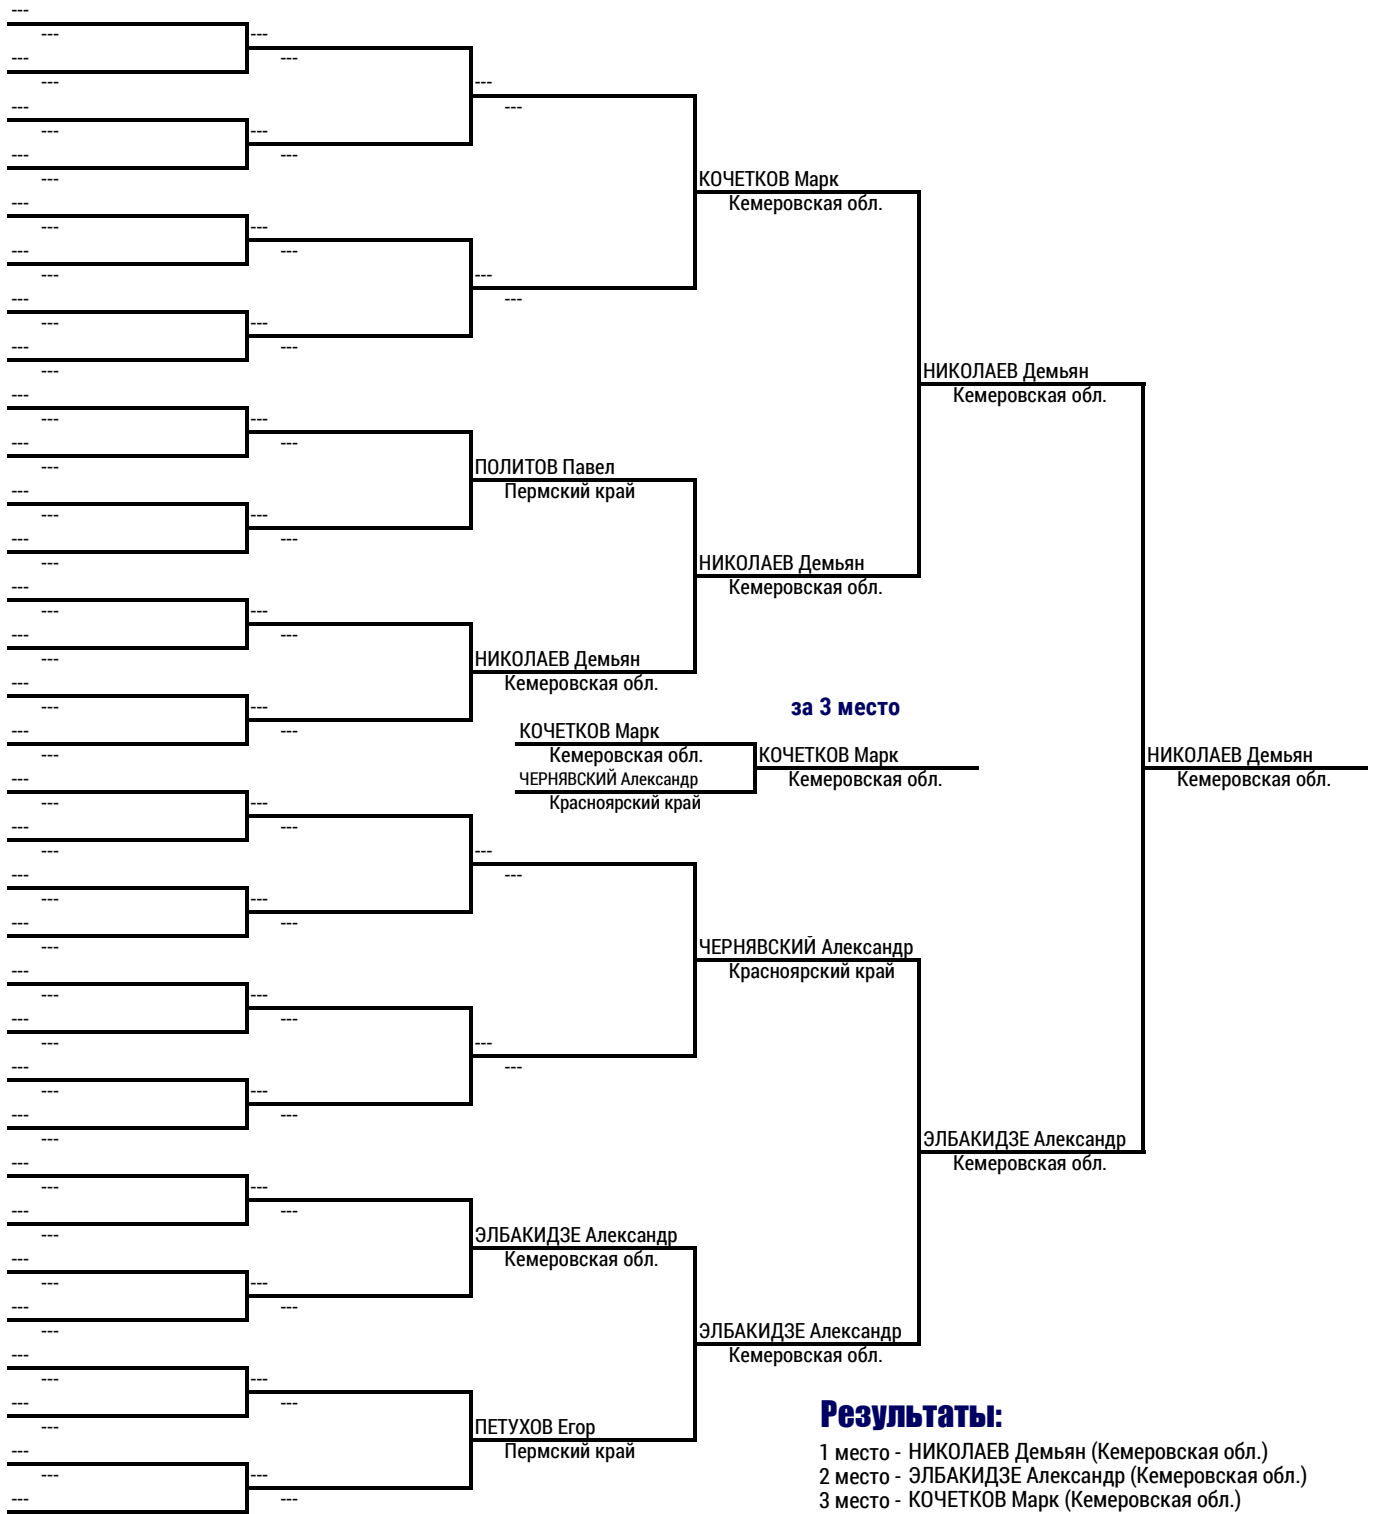 ---
--- ---
--- ---
--- ---
--- ---
--- ---
--- ---
--- КОЧЕТКОВ Марк
--- Кемеровская обл.
--- ---
--- ---
--- ---
--- ---
--- ---
--- ---
--- НИКОЛАЕВ Демьян
--- Кемеровская обл.
--- ---
--- ---
--- ПОЛИТОВ Павел
--- Пермский край
--- ---
--- ---
--- НИКОЛАЕВ Демьян
--- Кемеровская обл.
--- ---
--- ---
--- НИКОЛАЕВ Демьян
--- Кемеровская обл.
--- --- за 3 место
--- --- КОЧЕТКОВ Марк
--- Кемеровская обл. КОЧЕТКОВ Марк НИКОЛАЕВ Демьян
--- ЧЕРНЯВСКИЙ Александр Кемеровская обл. Кемеровская обл.
--- --- Красноярский край
--- ---
--- ---
--- ---
--- ---
--- ---
--- ЧЕРНЯВСКИЙ Александр
--- Красноярский край
--- ---
--- ---
--- ---
--- ---
--- ---
--- ---
--- ЭЛБАКИДЗЕ Александр
--- Кемеровская обл.
--- ---
--- ---
--- ЭЛБАКИДЗЕ Александр
--- Кемеровская обл.
--- ---
--- ---
--- ЭЛБАКИДЗЕ Александр
--- Кемеровская обл.
--- ---
--- --- Результаты:
--- ПЕТУХОВ Егор
--- Пермский край 1 место - НИКОЛАЕВ Демьян (Кемеровская обл.)
--- --- 2 место - ЭЛБАКИДЗЕ Александр (Кемеровская обл.)
--- --- 3 место - КОЧЕТКОВ Марк (Кемеровская обл.)